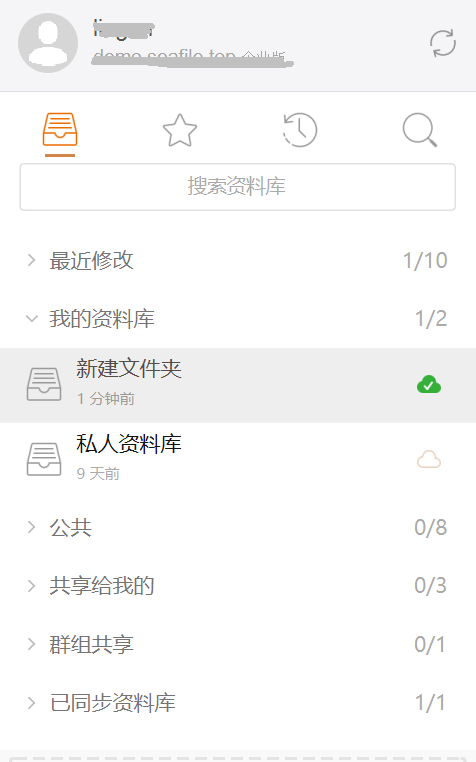 企业版
搜索资料库
最近修改
1/10
我的资料库
1/2
新建文件夹
1 分钟前
私人资料库
9 天前
公共
0/8
共享给我的
0/3
群组共享
0/1
已同步资料库
1/1